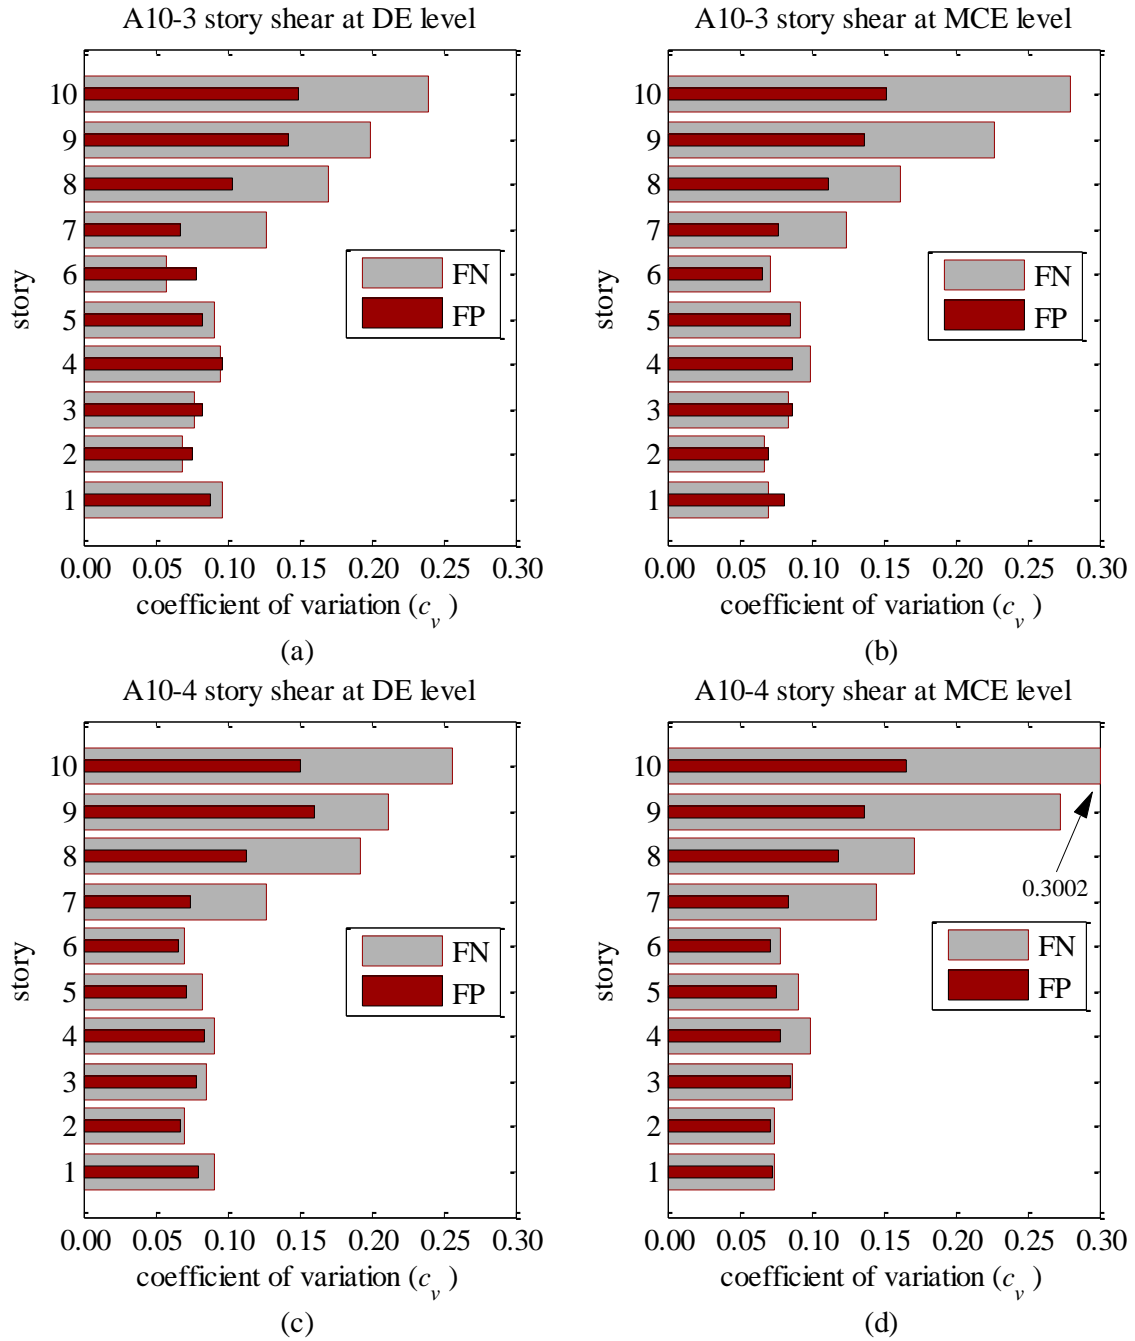 A10-3 story shear at DE level
10
9
8
7
6
5
4
3
2
1
story
FN
FP
0.00 0.05 0.10 0.15 0.20 0.25 0.30
coefficient of variation (c_v)
(a)
A10-3 story shear at MCE level
10
9
8
7
6
5
4
3
2
1
story
FN
FP
0.00 0.05 0.10 0.15 0.20 0.25 0.30
coefficient of variation (c_v)
(b)
A10-4 story shear at DE level
10
9
8
7
6
5
4
3
2
1
story
FN
FP
0.00 0.05 0.10 0.15 0.20 0.25 0.30
coefficient of variation (c_v)
(c)
A10-4 story shear at MCE level
10
9
8
7
6
5
4
3
2
1
story
0.3002
FN
FP
0.00 0.05 0.10 0.15 0.20 0.25 0.30
coefficient of variation (c_v)
(d)